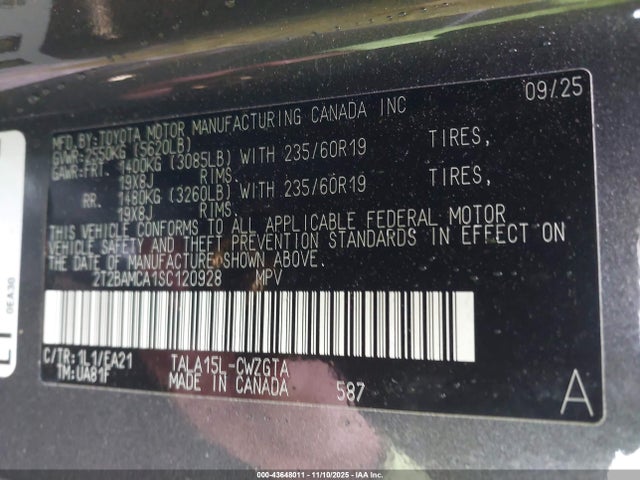 09/25
MFD.BY:TOYOTA MOTOR MANUFACTURING CANADA INC
GVWR:2550KG (5620LB)
GAWR:FRT. 1400KG (3085LB) WITH 235/60R19 TIRES,
19X8J RIMS.
RR. 1480KG (3260LB) WITH 235/60R19 TIRES,
19X8J RIMS.
THIS VEHICLE CONFORMS TO ALL APPLICABLE FEDERAL MOTOR
VEHICLE SAFETY AND THEFT PREVENTION STANDARDS IN EFFECT ON
THE DATE OF MANUFACTURE SHOWN ABOVE.
2T2BAMCA1SC120928 MPV
C/TR:1L1/EA21 TALA15L-CWZGTA
TM:UA81F MADE IN CANADA 587
A
0EA30
000-43648011 - 11/10/2025 - IAA Inc.